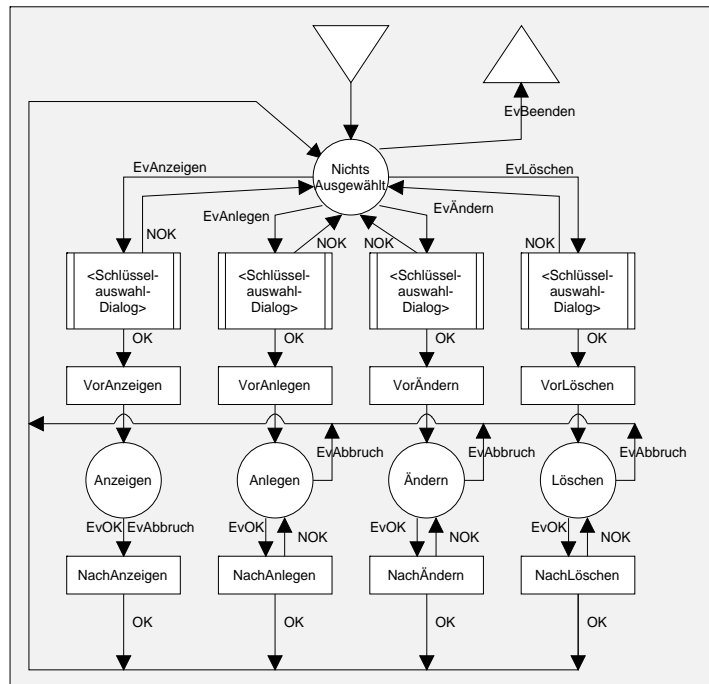 EvBeenden
EvAnzeigen
Nichts
Ausgewählt
EvLöschen
EvAnlegen
EvÄndern
NOK
NOK
NOK
NOK
<Schlüssel-
auswahl-
Dialog>
<Schlüssel-
auswahl-
Dialog>
<Schlüssel-
auswahl-
Dialog>
<Schlüssel-
auswahl-
Dialog>
OK
OK
OK
OK
VorAnzeigen
VorAnlegen
VorÄndern
VorLöschen
EvAbbruch
EvAbbruch
EvAbbruch
Anzeigen
Anlegen
Ändern
Löschen
EvOK
EvAbbruch
EvOK
NOK
EvOK
NOK
EvOK
NOK
NachAnzeigen
NachAnlegen
NachÄndern
NachLöschen
OK
OK
OK
OK